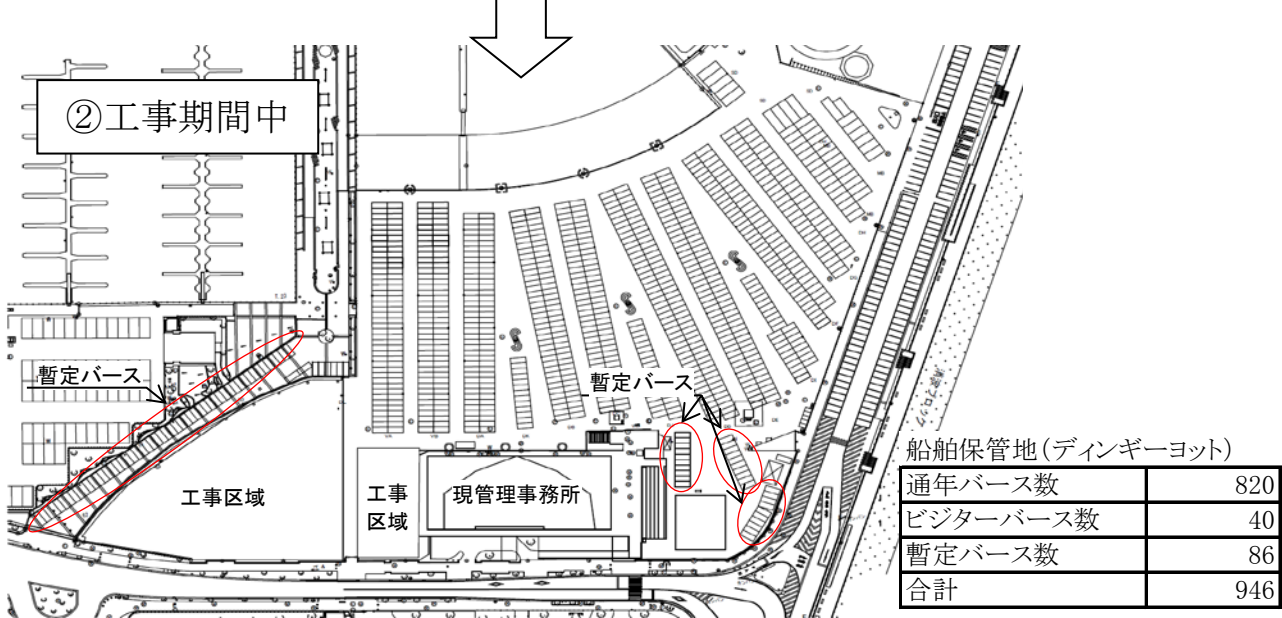 ②工事期間中
暫定バース
暫定バース
工事区域
工事
区域
現管理事務所
船舶保管地(ディンギーヨット)
通年バース数 820
ビジターバース数 40
暫定バース数 86
合計 946